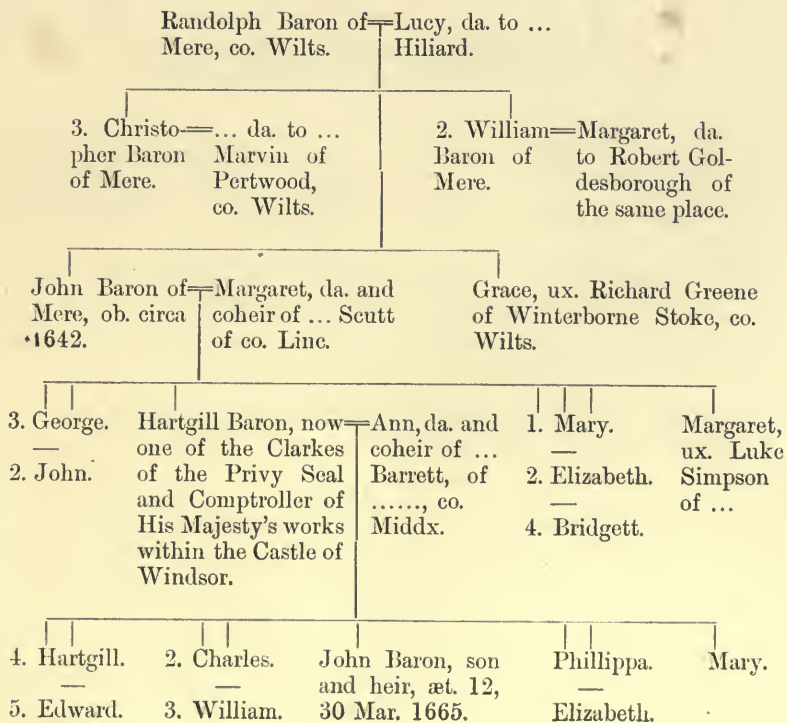 Randolph Baron of
Mere, co. Wilts.
Lucy, da. to ...
Hiliard.
3. Christo-
pher Baron
of Mere.
... da. to ...
Marvin of
Pertwood,
co. Wilts.
2. William
Baron of
Mere.
Margaret, da.
to Robert Gol-
desborough of
the same place.
John Baron of
Mere, ob. circa
1642.
Margaret, da. and
coheir of ... Scutt
of co. Linc.
Grace, ux. Richard Greene
of Winterborne Stoke, co.
Wilts.
3. George.
—
2. John.
Hartgill Baron, now
one of the Clarkes
of the Privy Seal
and Comptroller of
His Majesty's works
within the Castle of
Windsor.
Ann, da. and
coheir of ...
Barrett, of
......, co.
Middx.
1. Mary.
—
2. Elizabeth.
—
4. Bridgett.
Margaret,
ux. Luke
Simpson
of ...
4. Hartgill.
—
5. Edward.
2. Charles.
—
3. William.
John Baron, son
and heir, æt. 12,
30 Mar. 1665.
Phillippa.
—
Elizabeth.
Mary.